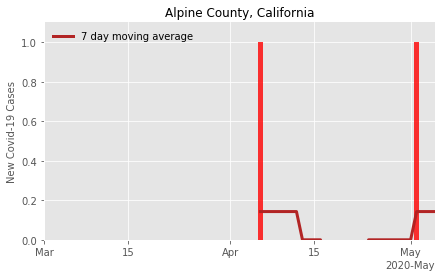 Alpine County, California
7 day moving average
New Covid-19 Cases
1.0
0.8
0.6
0.4
0.2
0.0
Mar
15
Apr
15
May
2020-May